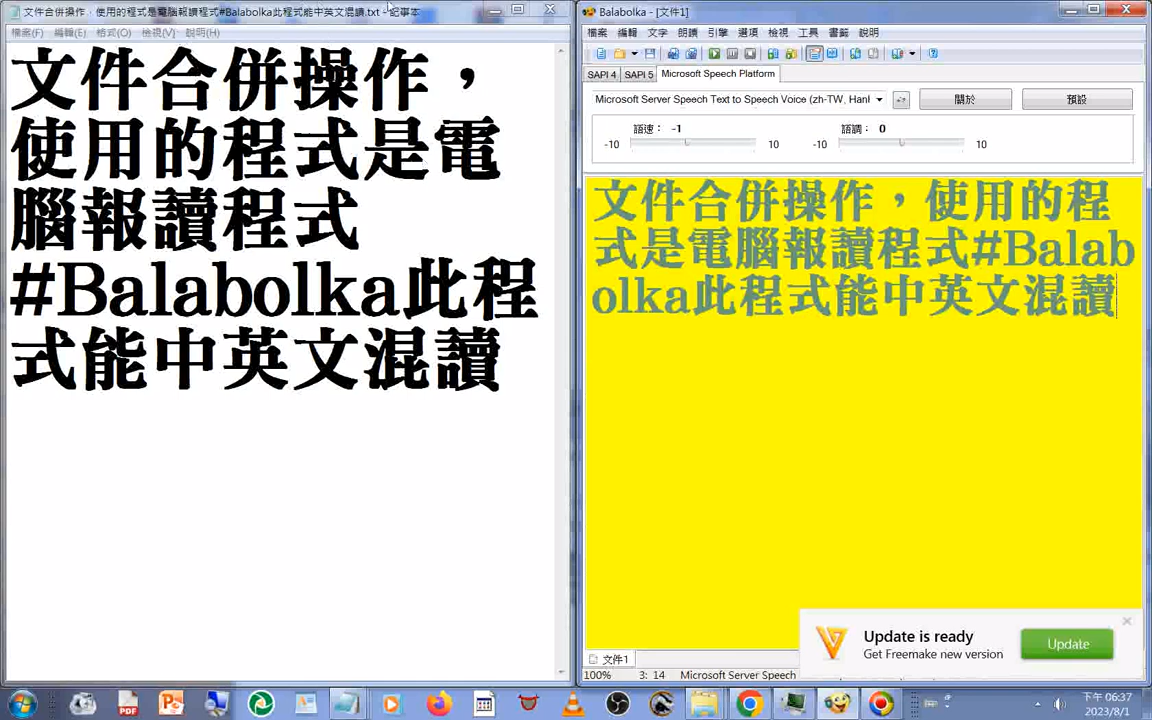 文件合併操作，使用的程式是電腦報讀程式#Balabolka此程式能中英文混讀.txt - 記事本
檔案(F) 編輯(E) 格式(O) 檢視(V) 說明(H)
文件合併操作，
使用的程式是電
腦報讀程式
#Balabolka此程
式能中英文混讀
Balabolka - [文件1]
檔案 編輯 文字 朗讀 引擎 選項 檢視 工具 書籤 說明
SAPI 4 SAPI 5 Microsoft Speech Platform
Microsoft Server Speech Text to Speech Voice (zh-TW, Hanl
關於
預設
語速： -1
語調： 0
-10 10 -10 10
文件合併操作，使用的程
式是電腦報讀程式#Balab
olka此程式能中英文混讀
Update is ready
Get Freemake new version
Update
文件1
100% 3: 14 Microsoft Server Speech
PDF
下午 06:37
2023/8/1